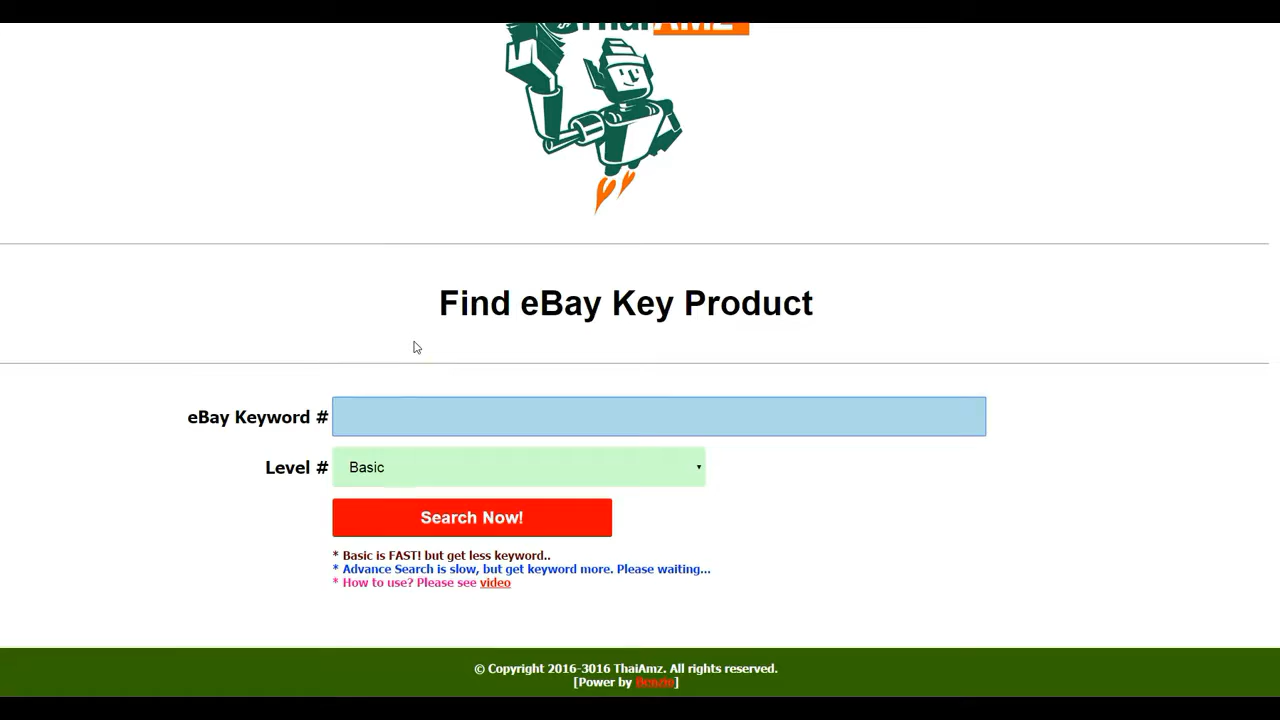 ThaiAmz
Find eBay Key Product
eBay Keyword #
Level # Basic
Search Now!
* Basic is FAST! but get less keyword..
* Advance Search is slow, but get keyword more. Please waiting...
* How to use? Please see video
© Copyright 2016-3016 ThaiAmz. All rights reserved.
[Power by Benzio]